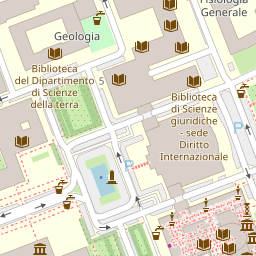 Fisiologia
Generale
Geologia
Biblioteca
del Dipartimento
di Scienze
della terra
5
Biblioteca
di Scienze
giuridiche
- sede
Diritto
Internazionale
P
P